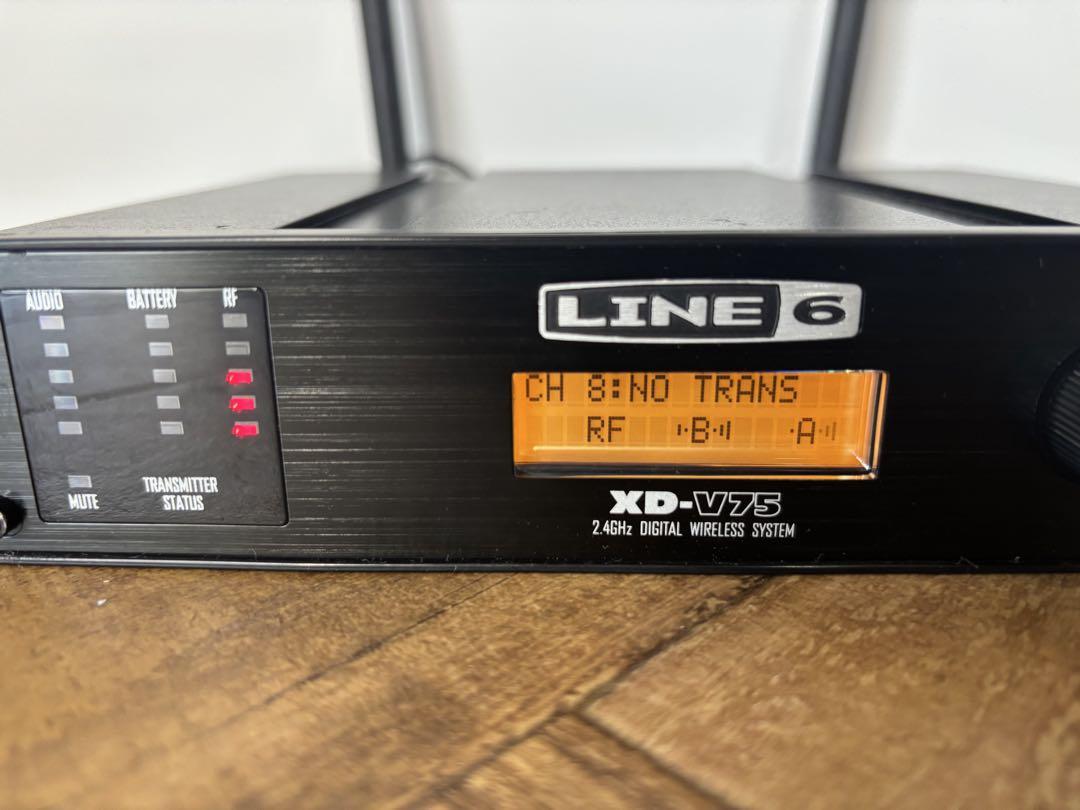 AUDIO BATTERY RF
LINE 6
CH 8:NO TRANS
RF B A
MUTE
TRANSMITTER
STATUS
XD-V75
2.4GHz DIGITAL WIRELESS SYSTEM